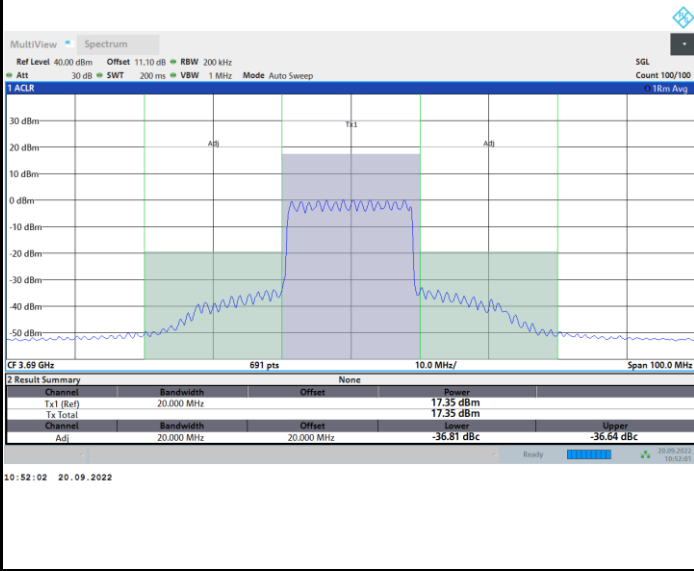 MultiView Spectrum
Ref Level 40.00 dBm Offset 11.10 dB RBW 200 kHz SGL
Att 30 dB SWT 200 ms VBW 1 MHz Mode Auto Sweep Count 100/100
1 ACLR 1Rm Avg
30 dBm
Tx1
20 dBm
Adj Adj
10 dBm
0 dBm
-10 dBm
-20 dBm
-30 dBm
-40 dBm
-50 dBm
CF 3.69 GHz 691 pts 10.0 MHz/ Span 100.0 MHz
2 Result Summary None
Channel Bandwidth Offset Power
Tx1 (Ref) 20.000 MHz 17.35 dBm
Tx Total 17.35 dBm
Channel Bandwidth Offset Lower Upper
Adj 20.000 MHz 20.000 MHz -36.81 dBc -36.64 dBc
Ready 20.09.2022
10:52:01
10:52:02 20.09.2022